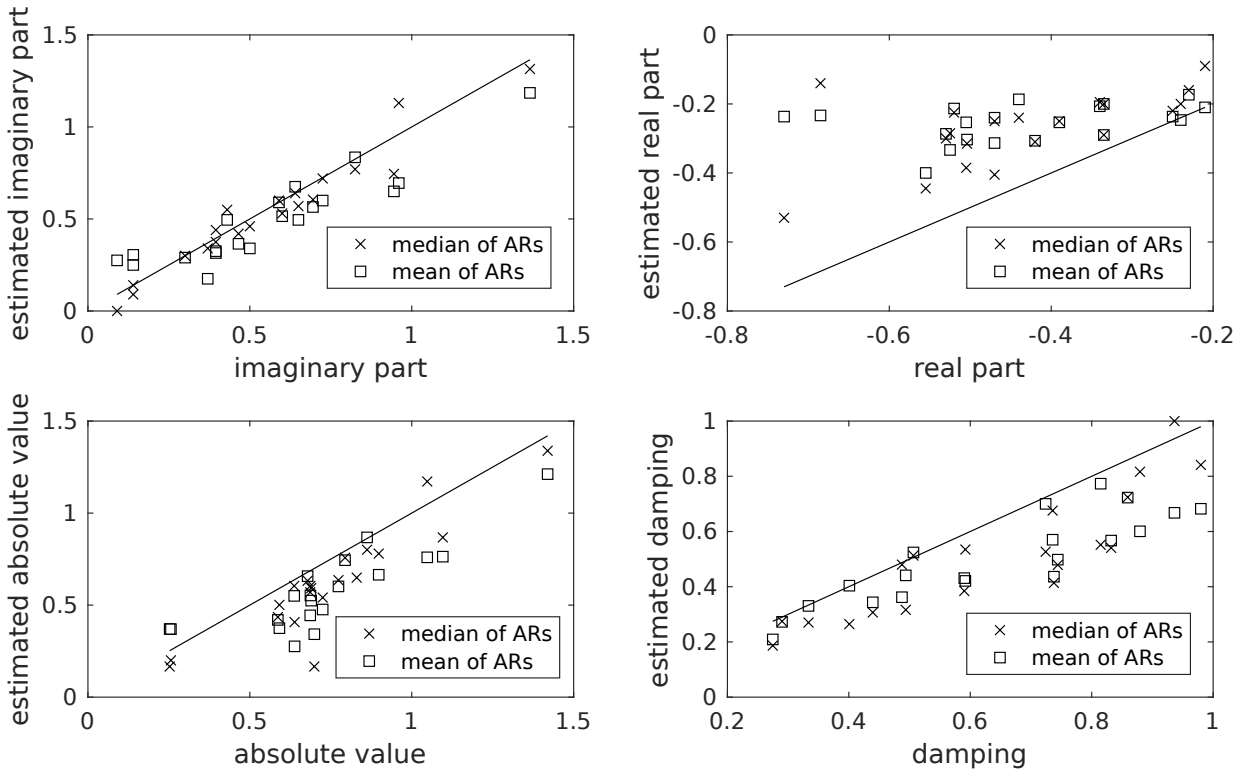 estimated imaginary part
1.5
1
0.5
0
0
0.5
1
1.5
imaginary part
median of ARs
mean of ARs
estimated real part
0
-0.2
-0.4
-0.6
-0.8
-0.8
-0.6
-0.4
-0.2
real part
median of ARs
mean of ARs
estimated absolute value
1.5
1
0.5
0
0
0.5
1
1.5
absolute value
median of ARs
mean of ARs
estimated damping
1
0.8
0.6
0.4
0.2
0
0.2
0.4
0.6
0.8
1
damping
median of ARs
mean of ARs